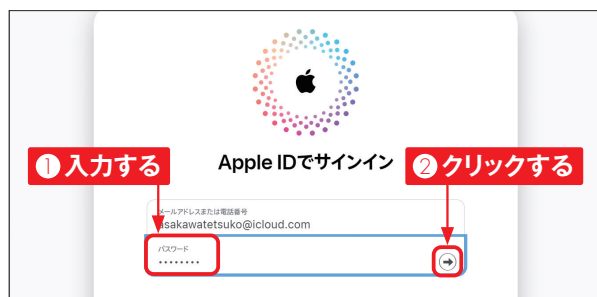 ①入力する
Apple IDでサインイン
②クリックする
メールアドレスまたは電話番号
asakawatetsuko@icloud.com
パスワード
••••••••